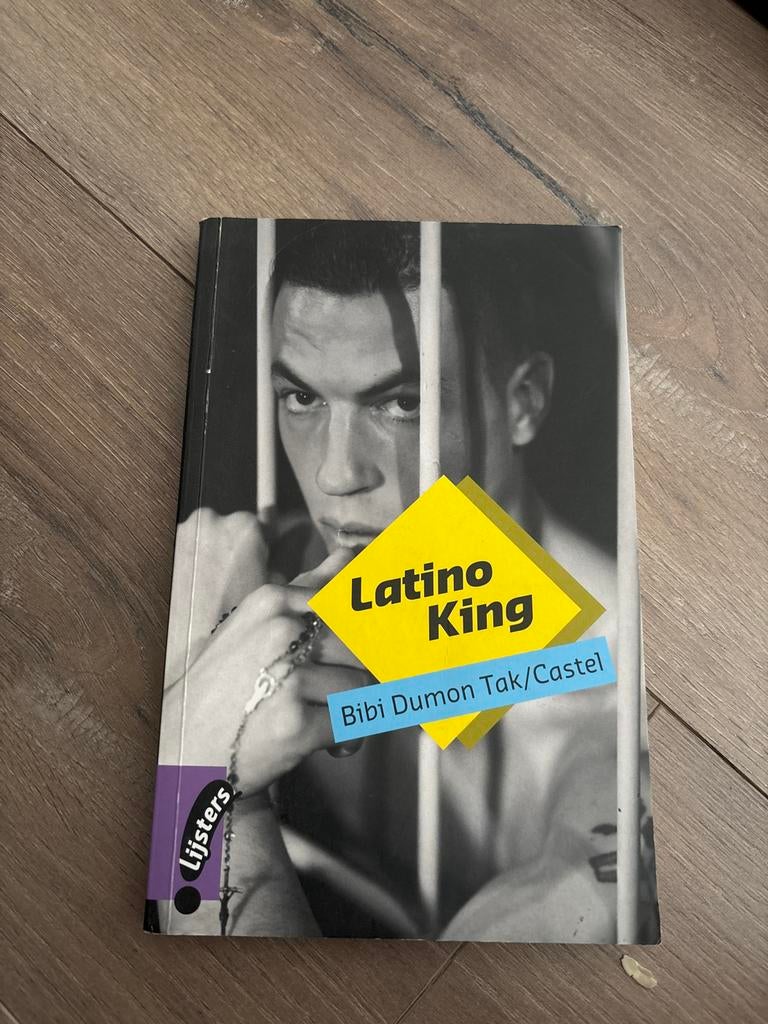 Latino
King
Bibi Dumon Tak/Castel
Lijsters